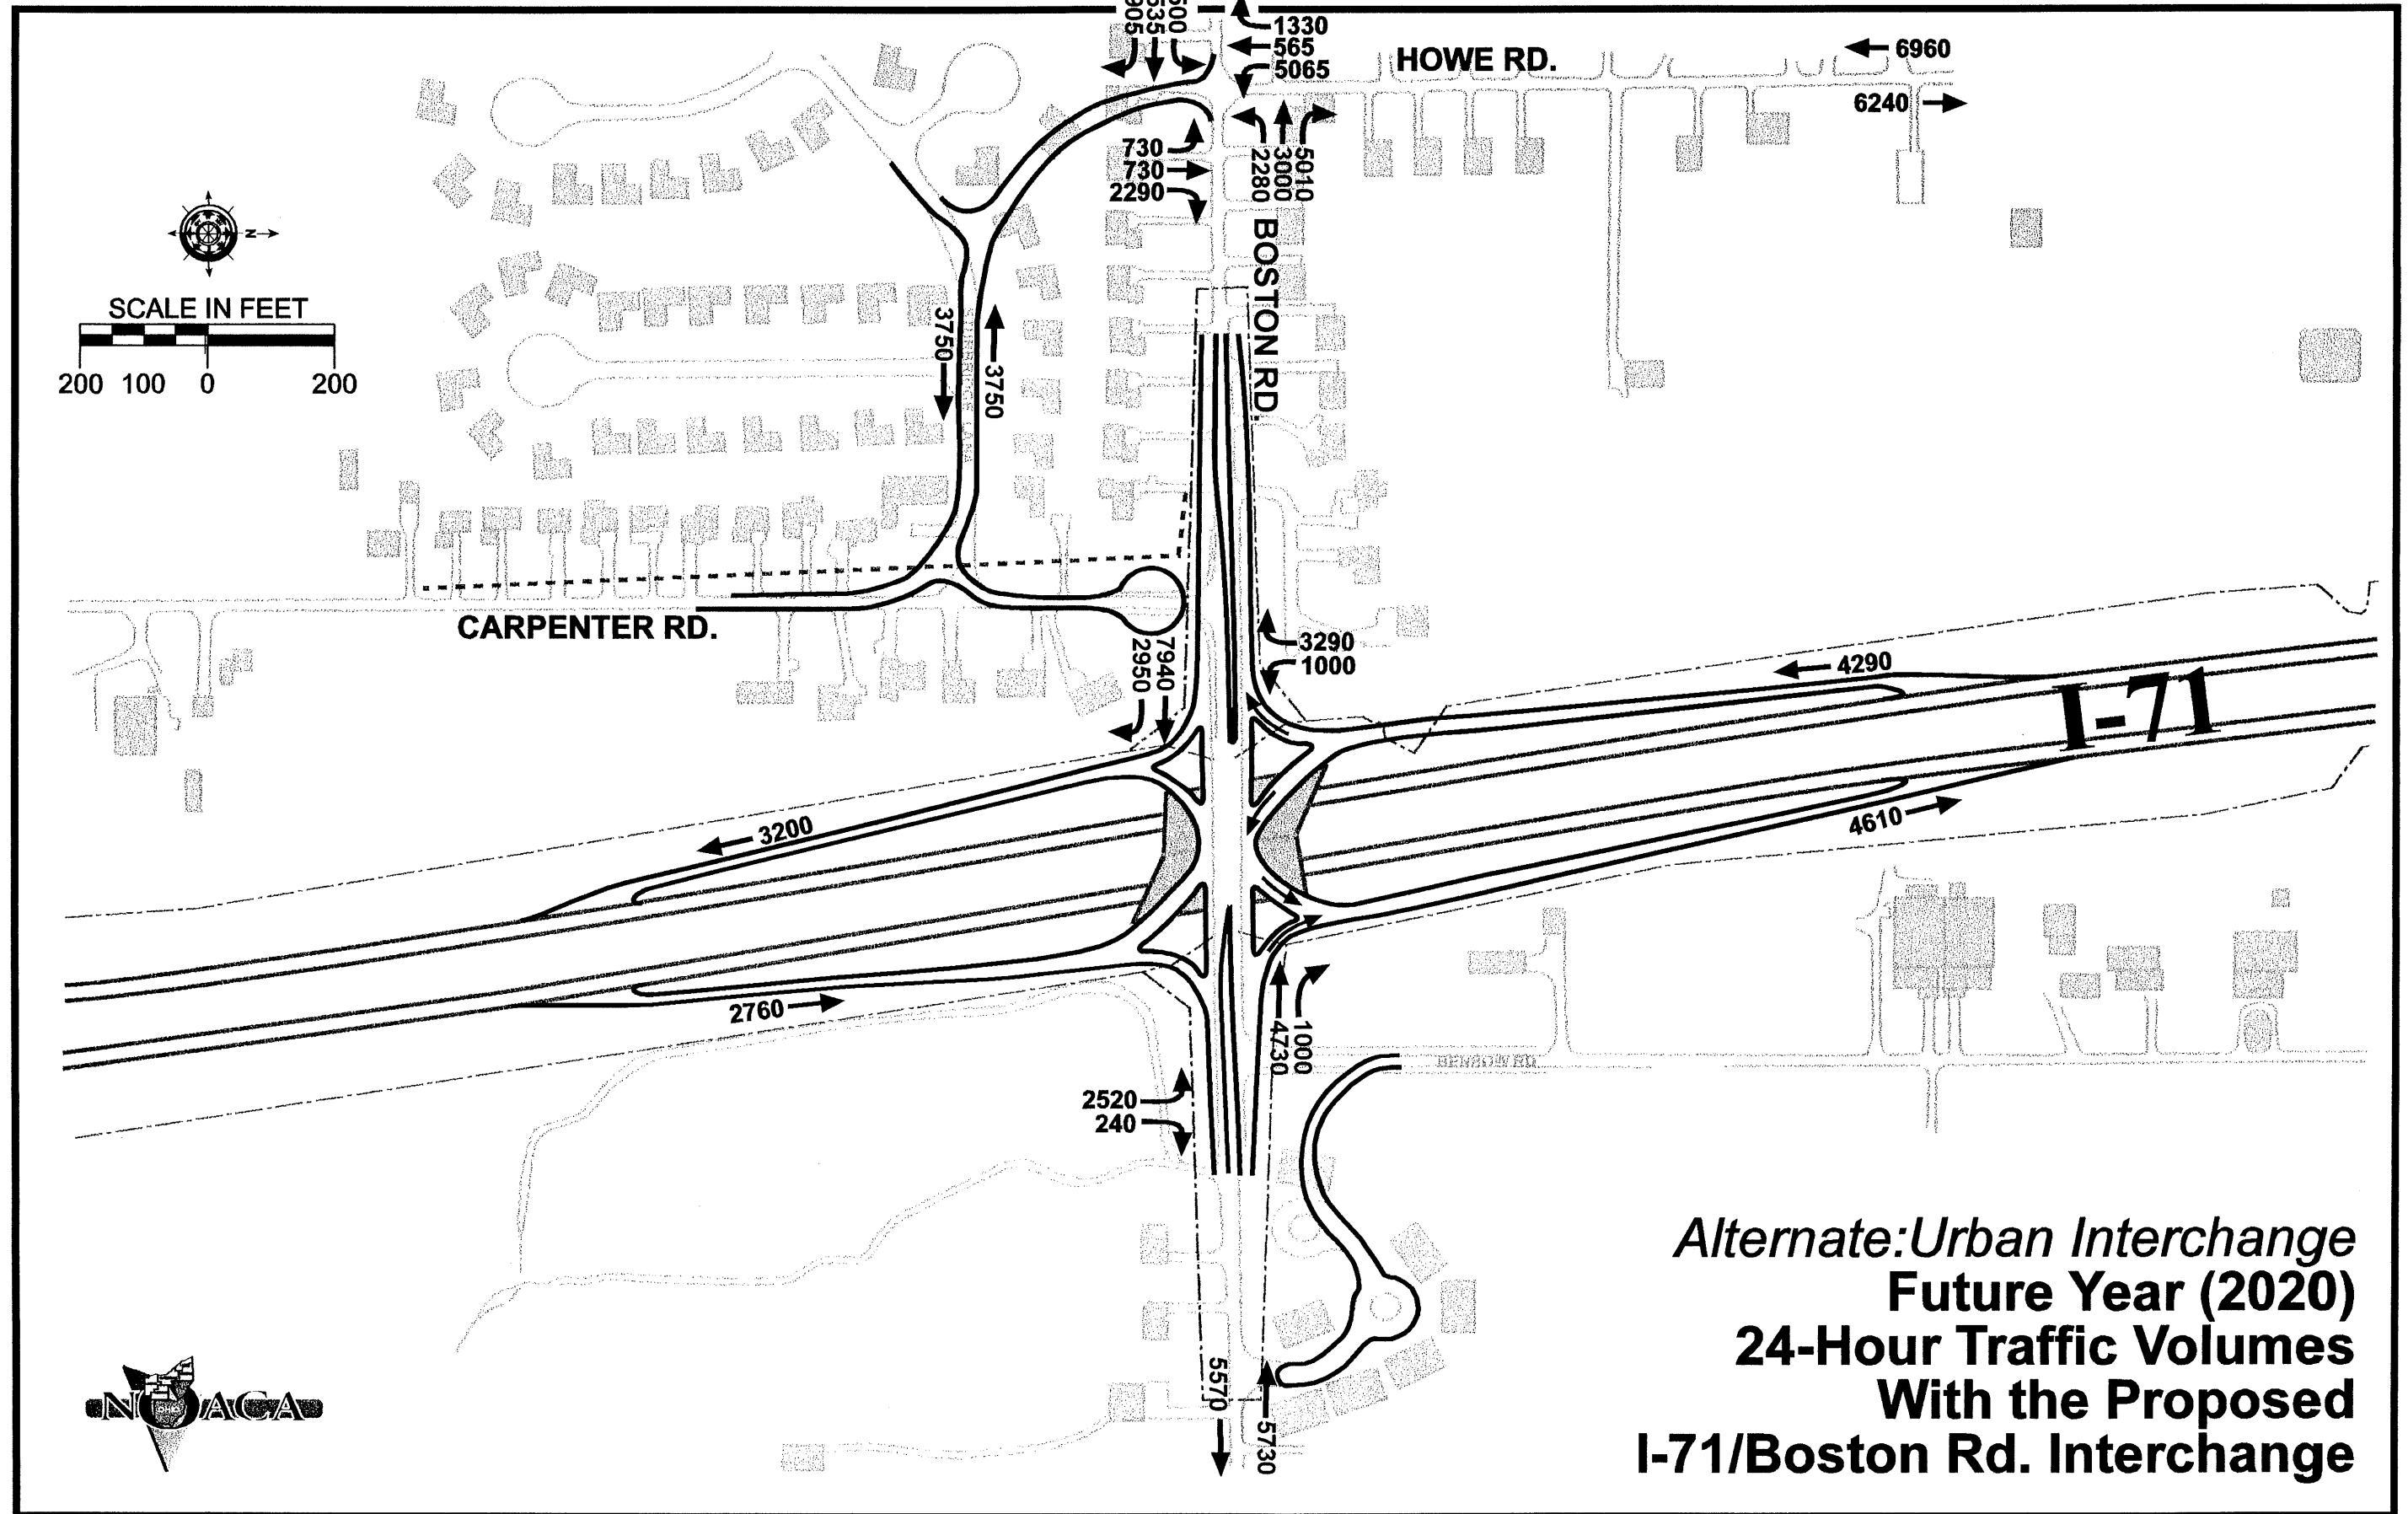 1330
565
5065
HOWE RD.
6960
6240
730
730
2290
2280
3000
5010
BOSTON RD.
N
SCALE IN FEET
200 100 0 200
3750
3750
CARPENTER RD.
7940
2950
3290
1000
4290
I-71
3200
4610
2760
4730
1000
BENBOW RD.
2520
240
5570
5730
NOACA
Alternate:Urban Interchange
Future Year (2020)
24-Hour Traffic Volumes
With the Proposed
I-71/Boston Rd. Interchange